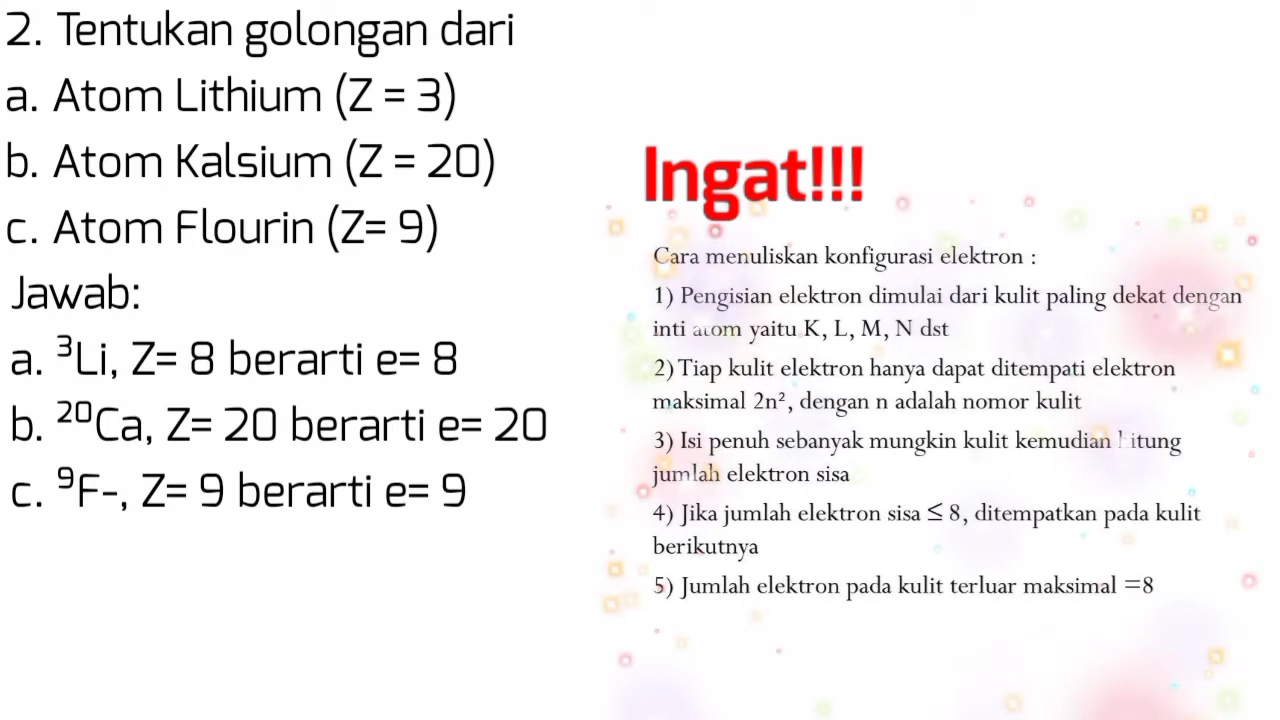 2. Tentukan golongan dari
a. Atom Lithium (Z = 3)
b. Atom Kalsium (Z = 20)
c. Atom Flourin (Z= 9)
Jawab:
a. ³Li, Z= 8 berarti e= 8
b. ²⁰Ca, Z= 20 berarti e= 20
c. ⁹F-, Z= 9 berarti e= 9
Ingat!!!
Cara menuliskan konfigurasi elektron :
1) Pengisian elektron dimulai dari kulit paling dekat dengan
inti atom yaitu K, L, M, N dst
2) Tiap kulit elektron hanya dapat ditempati elektron
maksimal 2n², dengan n adalah nomor kulit
3) Isi penuh sebanyak mungkin kulit kemudian hitung
jumlah elektron sisa
4) Jika jumlah elektron sisa ≤ 8, ditempatkan pada kulit
berikutnya
5) Jumlah elektron pada kulit terluar maksimal =8